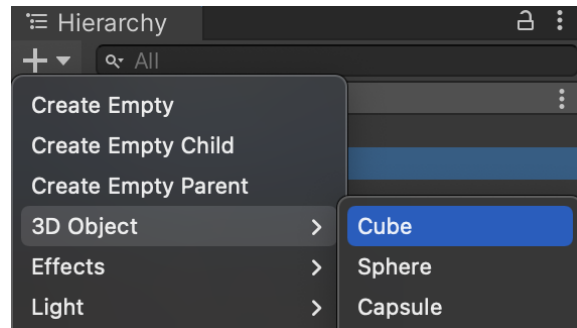 Hierarchy
All
Create Empty
Create Empty Child
Create Empty Parent
3D Object
Cube
Effects
Sphere
Light
Capsule